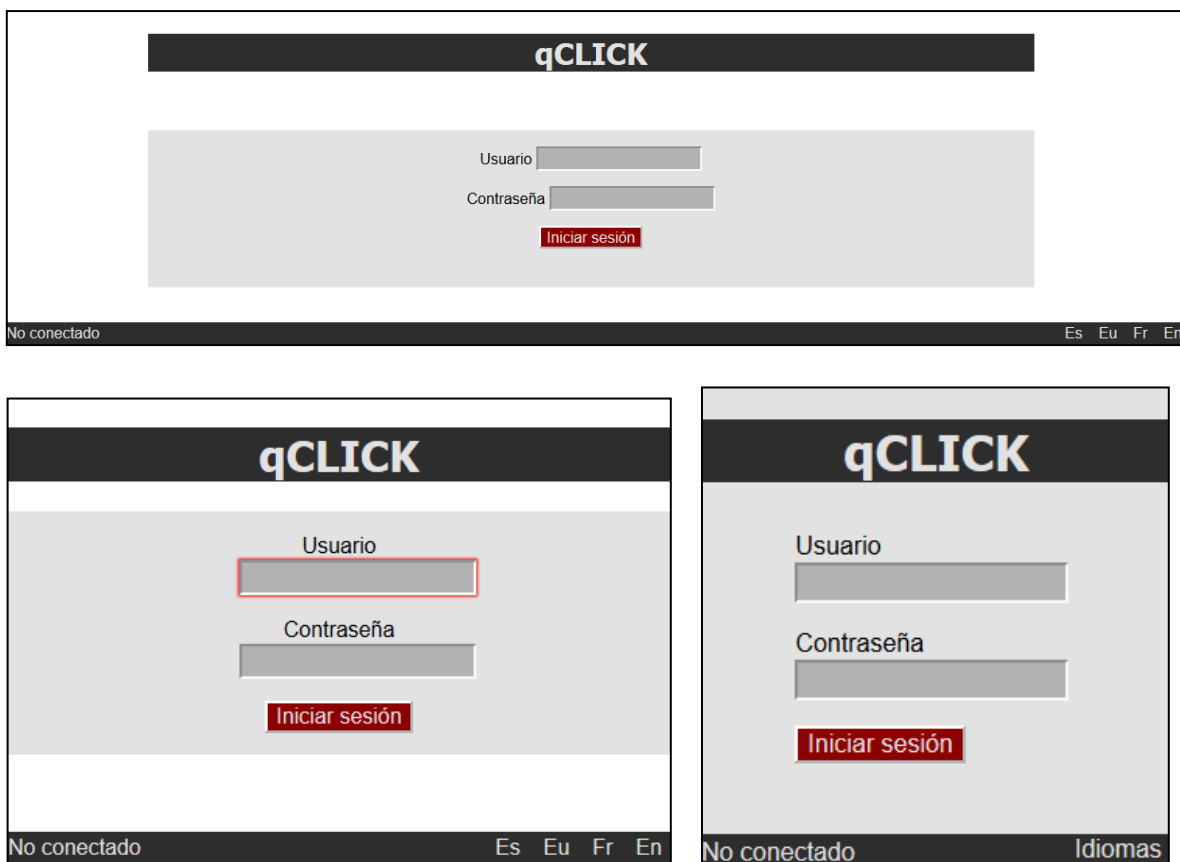 qCLICK
Usuario
Contraseña
Iniciar sesión
No conectado Es Eu Fr En
qCLICK
Usuario
Contraseña
Iniciar sesión
No conectado Es Eu Fr En
qCLICK
Usuario
Contraseña
Iniciar sesión
No conectado Idiomas